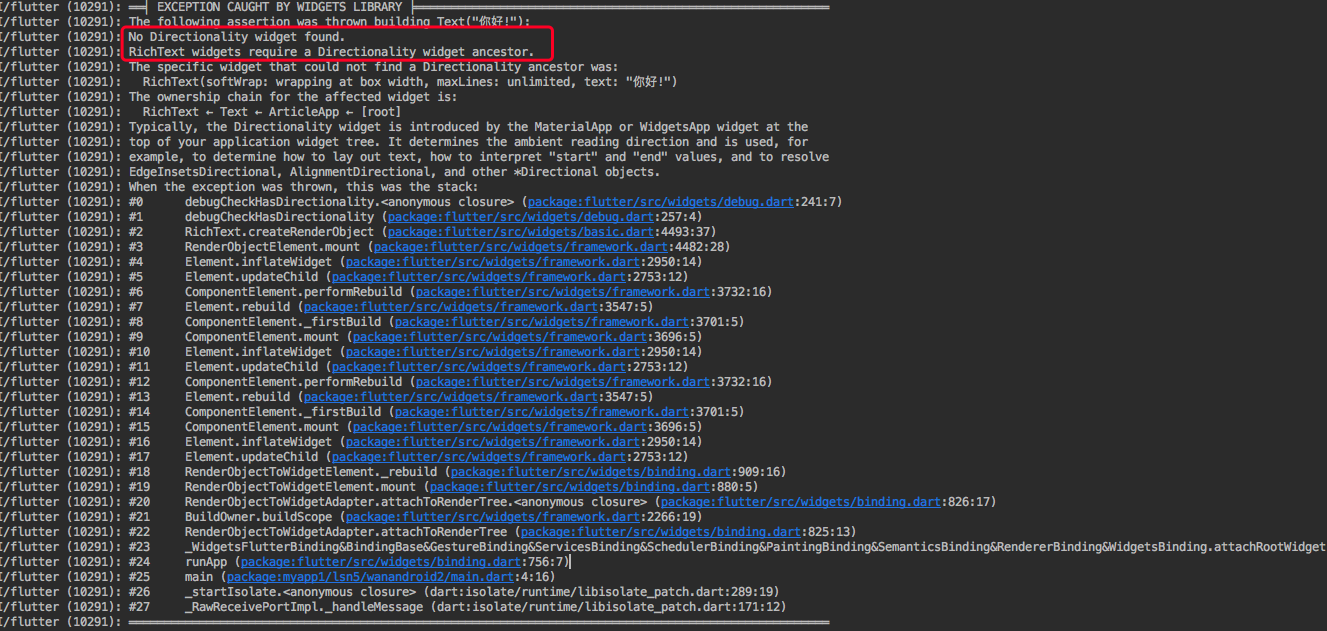 I/flutter (10291): ══╡ EXCEPTION CAUGHT BY WIDGETS LIBRARY ╞═══════════════════════════════════════════════════════════
I/flutter (10291): The following assertion was thrown building Text("你好!"):
I/flutter (10291): No Directionality widget found.
I/flutter (10291): RichText widgets require a Directionality widget ancestor.
I/flutter (10291): The specific widget that could not find a Directionality ancestor was:
I/flutter (10291):   RichText(softWrap: wrapping at box width, maxLines: unlimited, text: "你好!")
I/flutter (10291): The ownership chain for the affected widget is:
I/flutter (10291):   RichText ← Text ← ArticleApp ← [root]
I/flutter (10291): Typically, the Directionality widget is introduced by the MaterialApp or WidgetsApp widget at the
I/flutter (10291): top of your application widget tree. It determines the ambient reading direction and is used, for
I/flutter (10291): example, to determine how to lay out text, how to interpret "start" and "end" values, and to resolve
I/flutter (10291): EdgeInsetsDirectional, AlignmentDirectional, and other *Directional objects.
I/flutter (10291): When the exception was thrown, this was the stack:
I/flutter (10291): #0      debugCheckHasDirectionality.<anonymous closure> (package:flutter/src/widgets/debug.dart:241:7)
I/flutter (10291): #1      debugCheckHasDirectionality (package:flutter/src/widgets/debug.dart:257:4)
I/flutter (10291): #2      RichText.createRenderObject (package:flutter/src/widgets/basic.dart:4493:37)
I/flutter (10291): #3      RenderObjectElement.mount (package:flutter/src/widgets/framework.dart:4482:28)
I/flutter (10291): #4      Element.inflateWidget (package:flutter/src/widgets/framework.dart:2950:14)
I/flutter (10291): #5      Element.updateChild (package:flutter/src/widgets/framework.dart:2753:12)
I/flutter (10291): #6      ComponentElement.performRebuild (package:flutter/src/widgets/framework.dart:3732:16)
I/flutter (10291): #7      Element.rebuild (package:flutter/src/widgets/framework.dart:3547:5)
I/flutter (10291): #8      ComponentElement._firstBuild (package:flutter/src/widgets/framework.dart:3701:5)
I/flutter (10291): #9      ComponentElement.mount (package:flutter/src/widgets/framework.dart:3696:5)
I/flutter (10291): #10     Element.inflateWidget (package:flutter/src/widgets/framework.dart:2950:14)
I/flutter (10291): #11     Element.updateChild (package:flutter/src/widgets/framework.dart:2753:12)
I/flutter (10291): #12     ComponentElement.performRebuild (package:flutter/src/widgets/framework.dart:3732:16)
I/flutter (10291): #13     Element.rebuild (package:flutter/src/widgets/framework.dart:3547:5)
I/flutter (10291): #14     ComponentElement._firstBuild (package:flutter/src/widgets/framework.dart:3701:5)
I/flutter (10291): #15     ComponentElement.mount (package:flutter/src/widgets/framework.dart:3696:5)
I/flutter (10291): #16     Element.inflateWidget (package:flutter/src/widgets/framework.dart:2950:14)
I/flutter (10291): #17     Element.updateChild (package:flutter/src/widgets/framework.dart:2753:12)
I/flutter (10291): #18     RenderObjectToWidgetElement._rebuild (package:flutter/src/widgets/binding.dart:909:16)
I/flutter (10291): #19     RenderObjectToWidgetElement.mount (package:flutter/src/widgets/binding.dart:880:5)
I/flutter (10291): #20     RenderObjectToWidgetAdapter.attachToRenderTree.<anonymous closure> (package:flutter/src/widgets/binding.dart:826:17)
I/flutter (10291): #21     BuildOwner.buildScope (package:flutter/src/widgets/framework.dart:2266:19)
I/flutter (10291): #22     RenderObjectToWidgetAdapter.attachToRenderTree (package:flutter/src/widgets/binding.dart:825:13)
I/flutter (10291): #23     _WidgetsFlutterBinding&BindingBase&GestureBinding&ServicesBinding&SchedulerBinding&PaintingBinding&SemanticsBinding&RendererBinding&WidgetsBinding.attachRootWidget
I/flutter (10291): #24     runApp (package:flutter/src/widgets/binding.dart:756:7)
I/flutter (10291): #25     main (package:myapp1/lsn5/wanandroid2/main.dart:4:16)
I/flutter (10291): #26     _startIsolate.<anonymous closure> (dart:isolate/runtime/libisolate_patch.dart:289:19)
I/flutter (10291): #27     _RawReceivePortImpl._handleMessage (dart:isolate/runtime/libisolate_patch.dart:171:12)
I/flutter (10291): ════════════════════════════════════════════════════════════════════════════════════════════════════